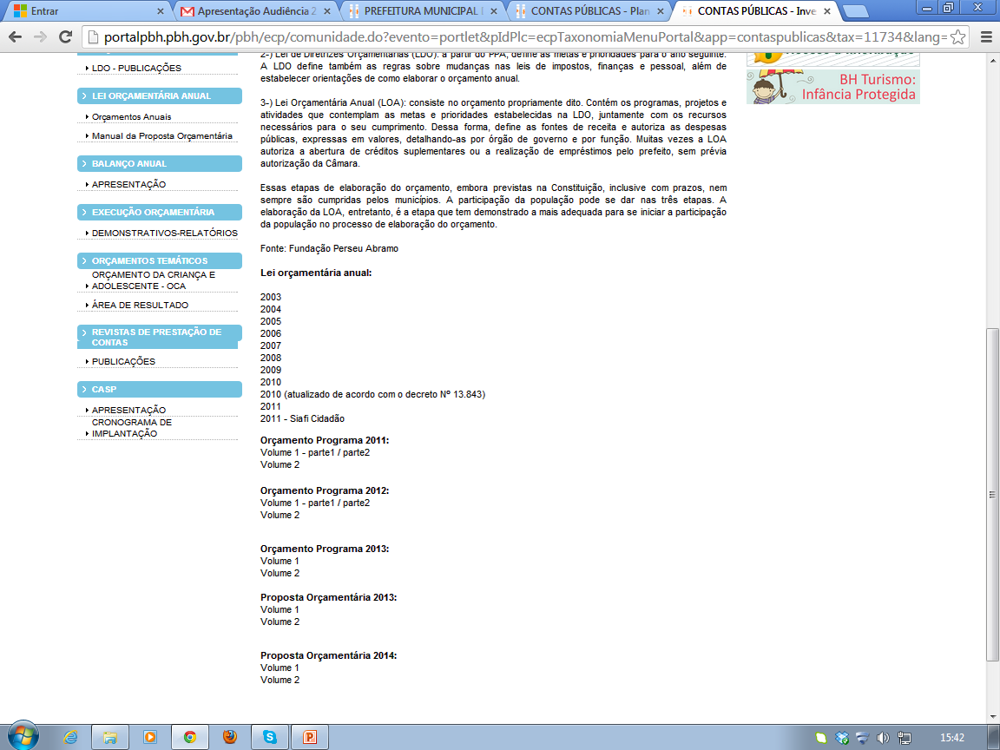 Entrar
Apresentação Audiência 2
PREFEITURA MUNICIPAL
CONTAS PÚBLICAS - Plan
CONTAS PÚBLICAS - Inve
portalpbh.pbh.gov.br/pbh/ecp/comunidade.do?evento=portlet&pIdPlc=ecpTaxonomiaMenuPortal&app=contaspublicas&tax=11734&lang=
LDO - PUBLICAÇÕES
LEI ORÇAMENTÁRIA ANUAL
Orçamentos Anuais
Manual da Proposta Orçamentária
BALANÇO ANUAL
APRESENTAÇÃO
EXECUÇÃO ORÇAMENTÁRIA
DEMONSTRATIVOS-RELATÓRIOS
ORÇAMENTOS TEMÁTICOS
ORÇAMENTO DA CRIANÇA E
ADOLESCENTE - OCA
ÁREA DE RESULTADO
REVISTAS DE PRESTAÇÃO DE
CONTAS
PUBLICAÇÕES
CASP
APRESENTAÇÃO
CRONOGRAMA DE
IMPLANTAÇÃO
2-) Lei de Diretrizes Orçamentárias (LDO): a partir do PPA, define as metas e prioridades para o ano seguinte.
A LDO define também as regras sobre mudanças nas leis de impostos, finanças e pessoal, além de
estabelecer orientações de como elaborar o orçamento anual.
3-) Lei Orçamentária Anual (LOA): consiste no orçamento propriamente dito. Contém os programas, projetos e
atividades que contemplam as metas e prioridades estabelecidas na LDO, juntamente com os recursos
necessários para o seu cumprimento. Dessa forma, define as fontes de receita e autoriza as despesas
públicas, expressas em valores, detalhando-as por órgão de governo e por função. Muitas vezes a LOA
autoriza a abertura de créditos suplementares ou a realização de empréstimos pelo prefeito, sem prévia
autorização da Câmara.
Essas etapas de elaboração do orçamento, embora previstas na Constituição, inclusive com prazos, nem
sempre são cumpridas pelos municípios. A participação da população pode se dar nas três etapas. A
elaboração da LOA, entretanto, é a etapa que tem demonstrado a mais adequada para se iniciar a participação
da população no processo de elaboração do orçamento.
Fonte: Fundação Perseu Abramo
Lei orçamentária anual:
2003
2004
2005
2006
2007
2008
2009
2010
2010 (atualizado de acordo com o decreto Nº 13.843)
2011
2011 - Siafi Cidadão
Orçamento Programa 2011:
Volume 1 - parte1 / parte2
Volume 2
Orçamento Programa 2012:
Volume 1 - parte1 / parte2
Volume 2
Orçamento Programa 2013:
Volume 1
Volume 2
Proposta Orçamentária 2013:
Volume 1
Volume 2
Proposta Orçamentária 2014:
Volume 1
Volume 2
BH Turismo:
Infância Protegida
15:42